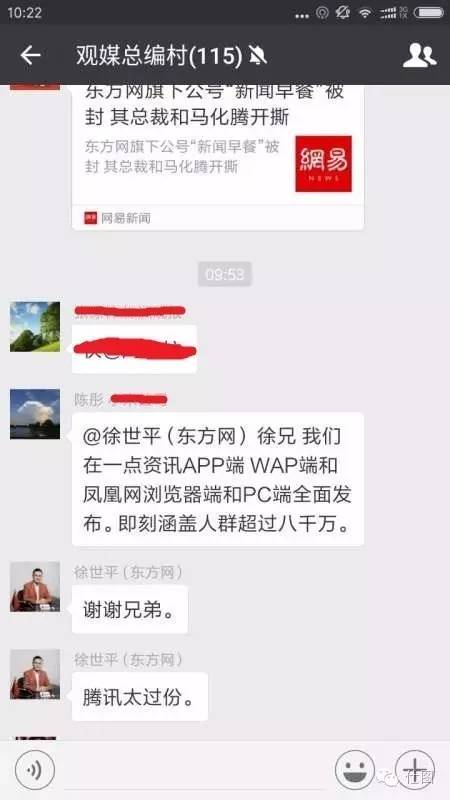 10:22
观媒总编村(115)
东方网旗下公号“新闻早餐”被
封 其总裁和马化腾开撕
东方网旗下公号“新闻早餐”被
封 其总裁和马化腾开撕
網易
NEWS
網易
网易新闻
09:53
陈彤
@徐世平(东方网) 徐兄 我们
在一点资讯APP端 WAP端和
凤凰网浏览器端和PC端全面发
布。即刻涵盖人群超过八千万。
徐世平(东方网)
谢谢兄弟。
徐世平(东方网)
腾讯太过份。
仕图